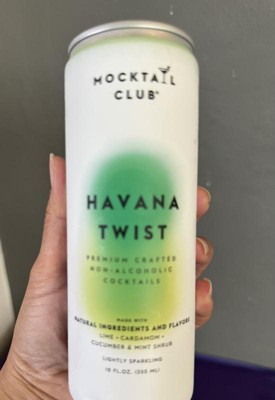 MOCKTAIL
CLUB®
HAVANA
TWIST
PREMIUM CRAFTED
NON-ALCOHOLIC
COCKTAILS
MADE WITH
NATURAL INGREDIENTS AND FLAVORS
LIME • CARDAMOM •
CUCUMBER & MINT SHRUB
LIGHTLY SPARKLING
12 FL.OZ. (355 ML)